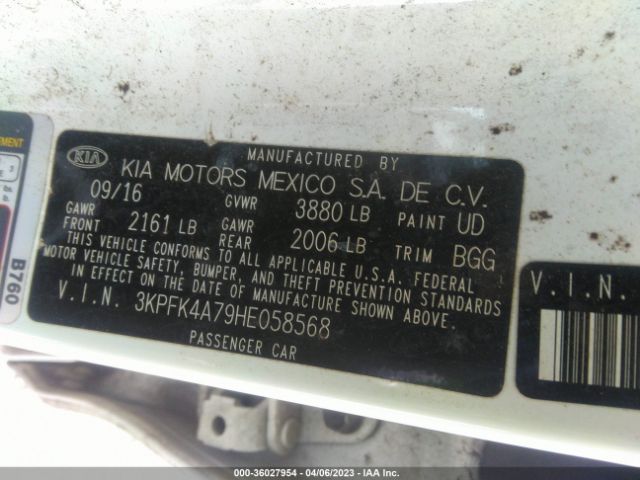 MANUFACTURED BY
KIA
KIA MOTORS MEXICO S.A. DE C.V.
09/16 GVWR 3880 LB PAINT UD
GAWR FRONT 2161 LB GAWR REAR 2006 LB TRIM BGG
THIS VEHICLE CONFORMS TO ALL APPLICABLE U.S.A. FEDERAL
MOTOR VEHICLE SAFETY, BUMPER, AND THEFT PREVENTION STANDARDS
IN EFFECT ON THE DATE OF MANUFACTURE SHOWN ABOVE.
V.I.N. 3KPFK4A79HE058568
PASSENGER CAR
B760
V.I.N.
000-36027954 - 04/06/2023 - IAA Inc.